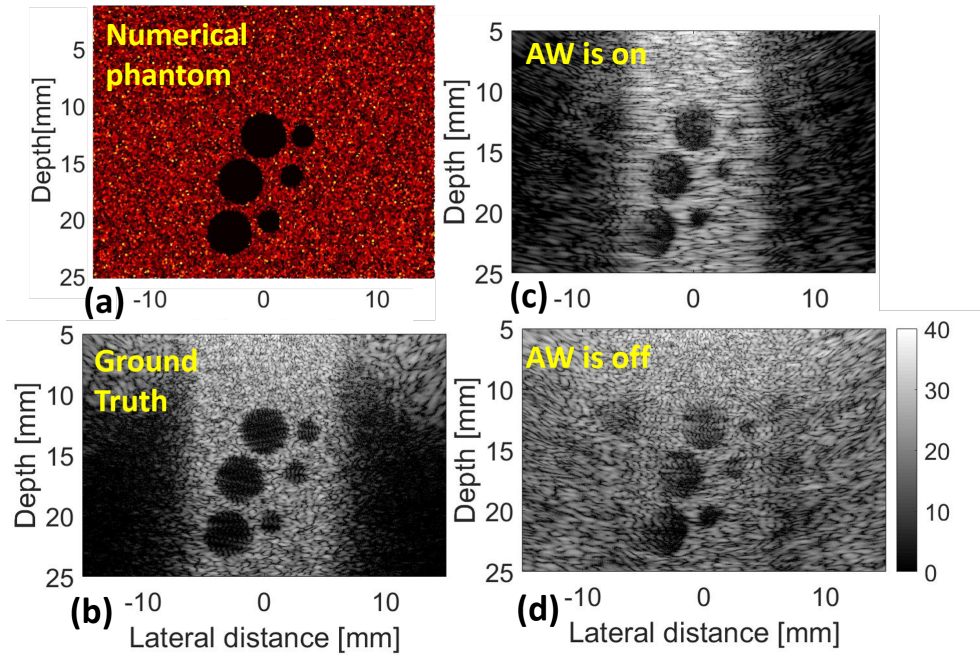 Numerical
phantom
Depth[mm]
5
10
15
20
25
(a)
-10
0
10
AW is on
Depth [mm]
5
10
15
20
25
(c)
-10
0
10
Ground
Truth
Depth [mm]
5
10
15
20
25
(b)
-10
0
10
Lateral distance [mm]
AW is off
Depth [mm]
5
10
15
20
25
(d)
-10
0
10
Lateral distance [mm]
40
30
20
10
0